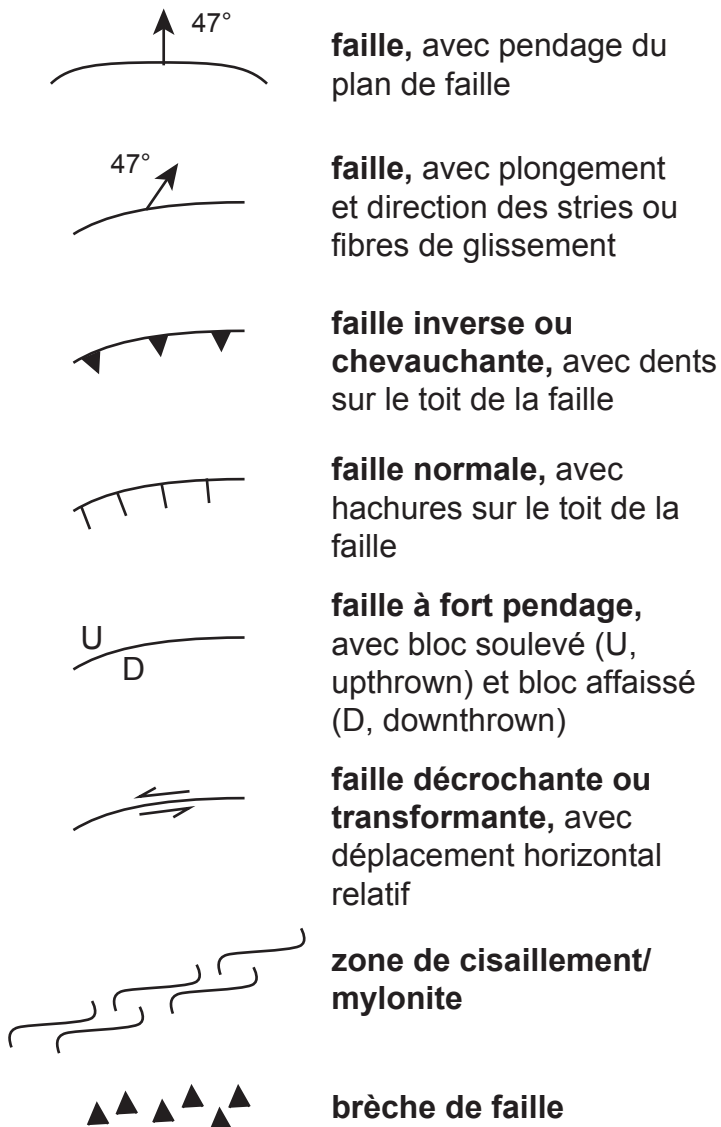 47°
faille, avec pendage du
plan de faille
47°
faille, avec plongement
et direction des stries ou
fibres de glissement
faille inverse ou
chevauchante, avec dents
sur le toit de la faille
faille normale, avec
hachures sur le toit de la
faille
U
D
faille à fort pendage,
avec bloc soulevé (U,
upthrown) et bloc affaissé
(D, downthrown)
faille décrochante ou
transformante, avec
déplacement horizontal
relatif
zone de cisaillement/
mylonite
brèche de faille